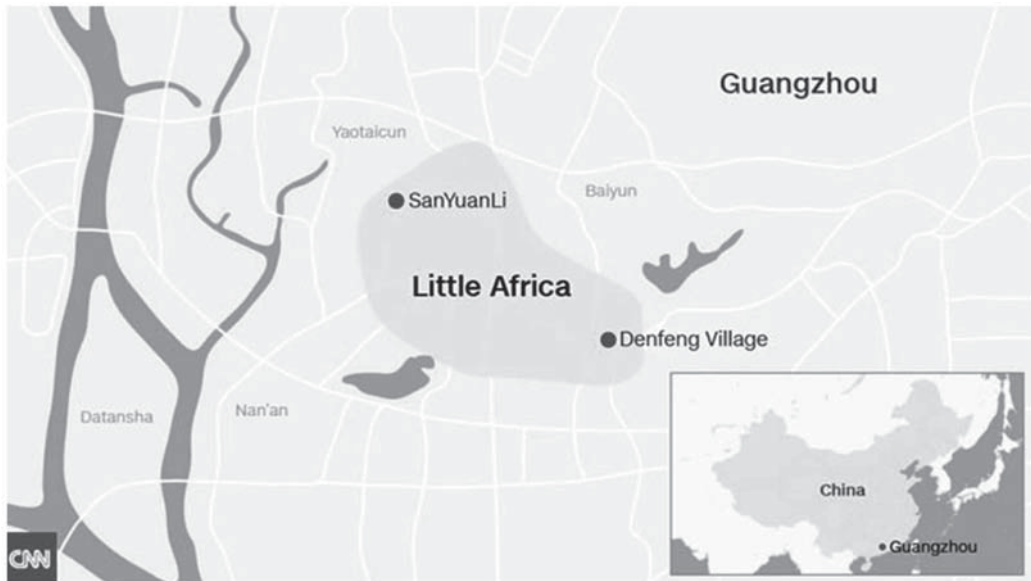 Guangzhou
Yaotaicun
Baiyun
SanYuanLi
Little Africa
Denfeng Village
Datansha
Nan'an
China
Guangzhou
CNN